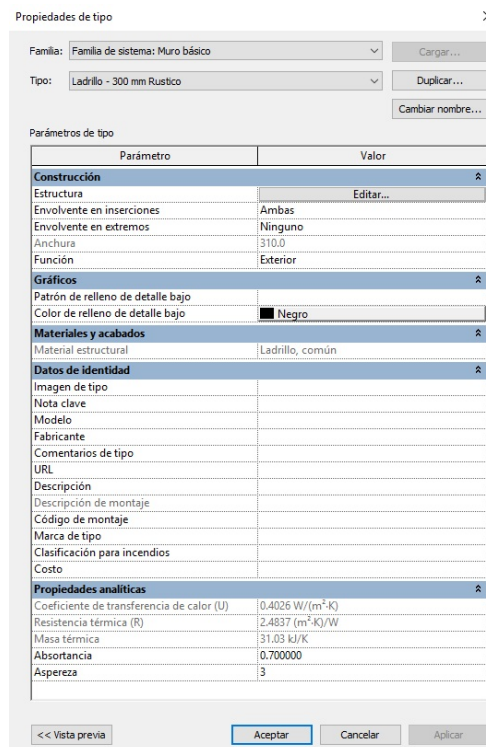 Propiedades de tipo
Familia: Familia de sistema: Muro básico Cargar...
Tipo: Ladrillo - 300 mm Rustico Duplicar...
Cambiar nombre...
Parámetros de tipo
Parámetro Valor
Construcción
Estructura Editar...
Envolvente en inserciones Ambas
Envolvente en extremos Ninguno
Anchura 310.0
Función Exterior
Gráficos
Patrón de relleno de detalle bajo
Color de relleno de detalle bajo Negro
Materiales y acabados
Material estructural Ladrillo, común
Datos de identidad
Imagen de tipo
Nota clave
Modelo
Fabricante
Comentarios de tipo
URL
Descripción
Descripción de montaje
Código de montaje
Marca de tipo
Clasificación para incendios
Costo
Propiedades analíticas
Coeficiente de transferencia de calor (U) 0.4026 W/(m²·K)
Resistencia térmica (R) 2.4837 (m²·K)/W
Masa térmica 31.03 kJ/K
Absortancia 0.700000
Aspereza 3
<< Vista previa Aceptar Cancelar Aplicar